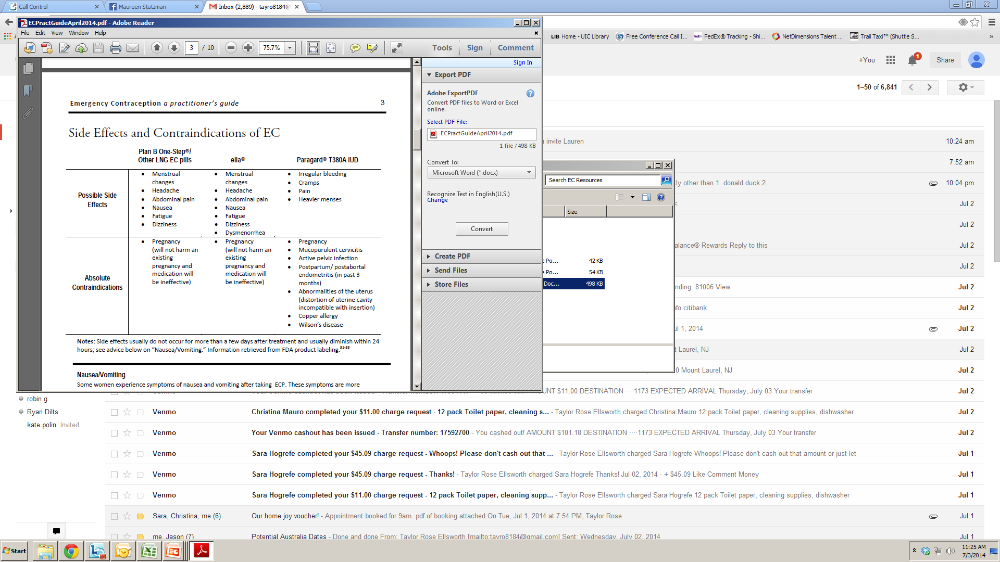 Call Control
Maureen Stutzman
Inbox (2,889) - tayro8184@
ECPractGuideApril2014.pdf - Adobe Reader
File Edit View Window Help
3 / 10
75.7%
Tools Sign Comment
LIB Home - UIC Library
Free Conference Call I...
FedEx® Tracking - Shi...
NetDimensions Talent ...
Trail Taxi™ (Shuttle S...
»
+You
1
Share
1–50 of 6,841
Sign In
Export PDF
Adobe ExportPDF
Convert PDF files to Word or Excel
online.
Select PDF File:
ECPractGuideApril2014.pdf
1 file / 498 KB
Convert To:
Microsoft Word (*.docx)
Recognize Text in English(U.S.)
Change
Convert
Create PDF
Send Files
Store Files
Emergency Contraception a practitioner's guide
3
Side Effects and Contraindications of EC
Plan B One-Step®/
Other LNG EC pills
ella®
Paragard® T380A IUD
Possible Side
Effects
• Menstrual
changes
• Headache
• Abdominal pain
• Nausea
• Fatigue
• Dizziness
• Menstrual
changes
• Headache
• Abdominal pain
• Nausea
• Fatigue
• Dizziness
• Dysmenorrhea
• Irregular bleeding
• Cramps
• Pain
• Heavier menses
Absolute
Contraindications
• Pregnancy
(will not harm an
existing
pregnancy and
medication will
be ineffective)
• Pregnancy
(will not harm an
existing
pregnancy and
medication will
be ineffective)
• Pregnancy
• Mucopurulent cervicitis
• Active pelvic infection
• Postpartum/ postabortal
endometritis (in past 3
months)
• Abnormalities of the uterus
(distortion of uterine cavity
incompatible with insertion)
• Copper allergy
• Wilson's disease
Notes: Side effects usually do not occur for more than a few days after treatment and usually diminish within 24
hours; see advice below on "Nausea/Vomiting." Information retrieved from FDA product labeling.31-33
Nausea/Vomiting
Some women experience symptoms of nausea and vomiting after taking ECP. These symptoms are more
Search EC Resources
Size
e Po... 42 KB
e Po... 54 KB
Doc... 498 KB
invite Lauren 10:24 am
7:52 am
tly other than 1. donald duck 2. 10:04 pm
Jul 2
Jul 2
alance® Rewards Reply to this Jul 2
Jul 2
nding: 81006 View Jul 2
nfo.citibank. Jul 2
ul 1, 2014 Jul 2
t Laurel, NJ Jul 2
0 Mount Laurel, NJ Jul 2
AMOUNT $11.00 DESTINATION ····1173 EXPECTED ARRIVAL Thursday, July 03 Your transfer Jul 2
Venmo Christina Mauro completed your $11.00 charge request - 12 pack Toilet paper, cleaning s... - Taylor Rose Ellsworth charged Christina Mauro 12 pack Toilet paper, cleaning supplies, dishwasher Jul 2
Venmo Your Venmo cashout has been issued - Transfer number: 17592700 - You cashed out! AMOUNT $101.18 DESTINATION ····1173 EXPECTED ARRIVAL Thursday, July 03 Your transfer Jul 2
Venmo Sara Hogrefe completed your $45.09 charge request - Whoops! Please don't cash out that ... - Taylor Rose Ellsworth charged Sara Hogrefe Whoops! Please don't cash out that amount or just let Jul 1
Venmo Sara Hogrefe completed your $45.09 charge request - Thanks! - Taylor Rose Ellsworth charged Sara Hogrefe Thanks! Jul 02, 2014 · + $45.09 Like Comment Money Jul 1
Venmo Sara Hogrefe completed your $11.00 charge request - 12 pack Toilet paper, cleaning supp... - Taylor Rose Ellsworth charged Sara Hogrefe 12 pack Toilet paper, cleaning supplies, dishwasher Jul 1
Sara, Christina, me (6) Our home joy voucher! - Appointment booked for 9am. pdf of booking attached On Tue, Jul 1, 2014 at 7:54 PM, Taylor Rose Jul 1
me, Jason (7) Potential Australia Dates - Done and done From: Taylor Rose Ellsworth [mailto:tayro8184@gmail.com] Sent: Wednesday, July 02, 2014 Jul 1
robin g
Ryan Dilts
kate.polin Invited
Start
11:25 AM
7/3/2014